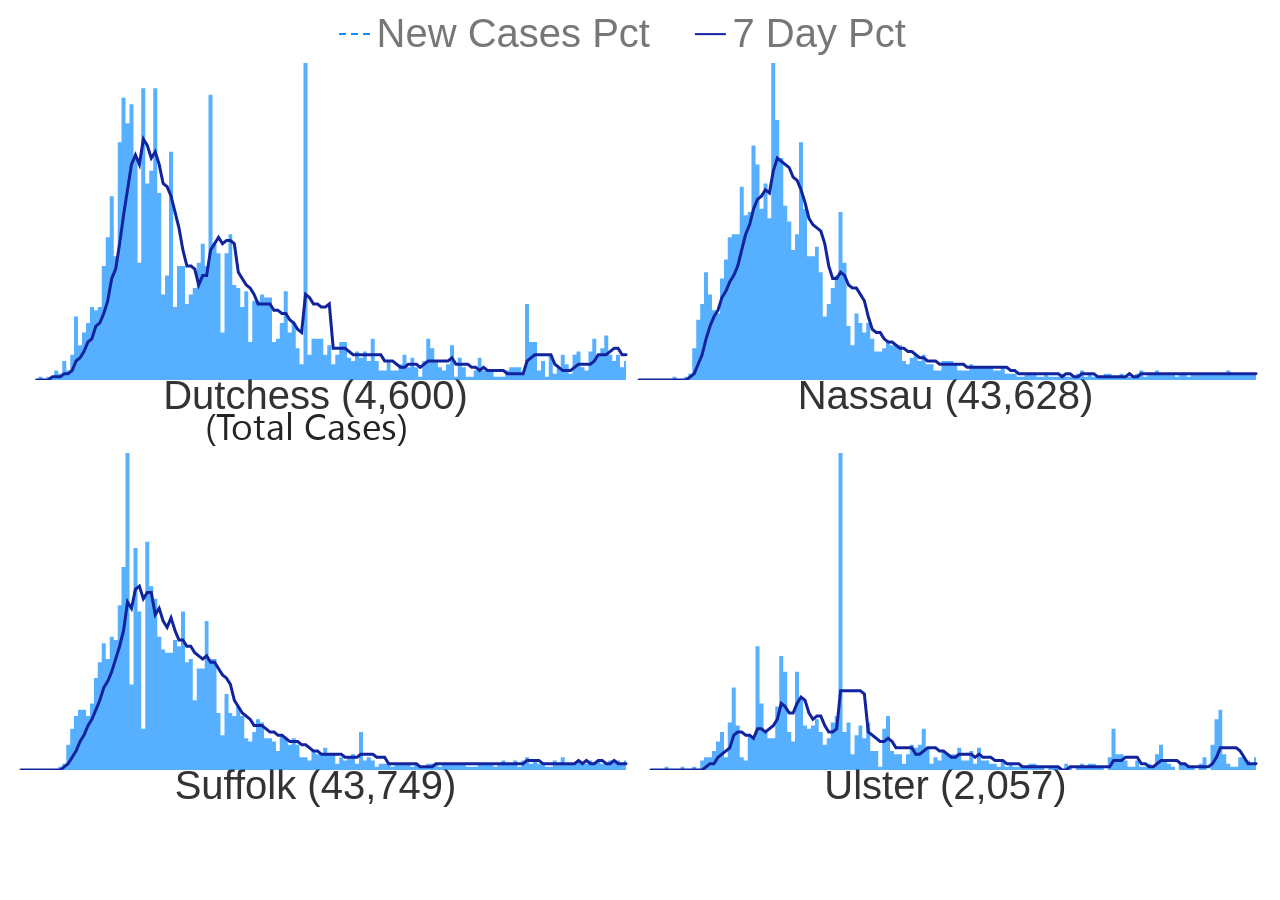 New Cases Pct 7 Day Pct
Dutchess (4,600) Nassau (43,628)
(Total Cases)
Suffolk (43,749) Ulster (2,057)